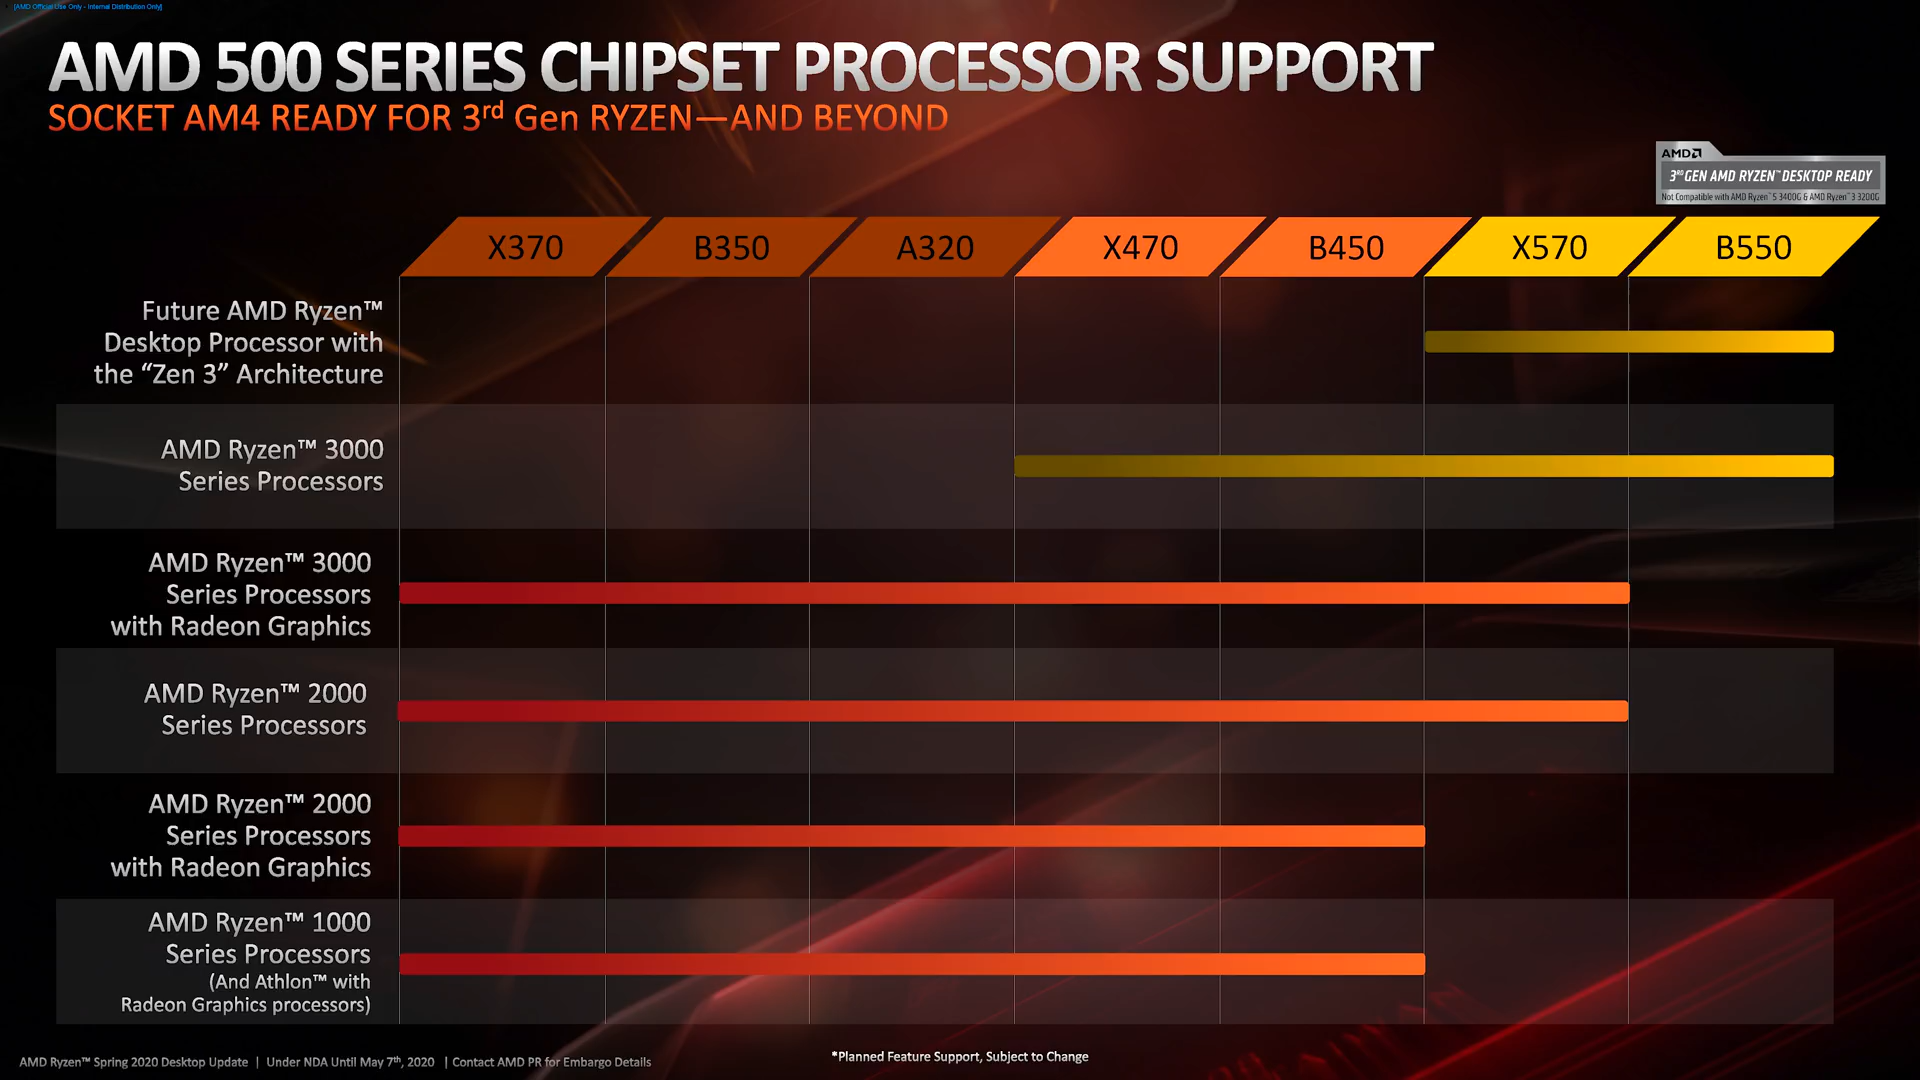 [AMD Official Use Only - Internal Distribution Only]
AMD 500 SERIES CHIPSET PROCESSOR SUPPORT
SOCKET AM4 READY FOR 3rd Gen RYZEN—AND BEYOND
AMD
3RD GEN AMD RYZEN™ DESKTOP READY
Not Compatible with AMD Ryzen™ 5 3400G & AMD Ryzen™ 3 3200G
X370 B350 A320 X470 B450 X570 B550
Future AMD Ryzen™
Desktop Processor with
the “Zen 3” Architecture
AMD Ryzen™ 3000
Series Processors
AMD Ryzen™ 3000
Series Processors
with Radeon Graphics
AMD Ryzen™ 2000
Series Processors
AMD Ryzen™ 2000
Series Processors
with Radeon Graphics
AMD Ryzen™ 1000
Series Processors
(And Athlon™ with
Radeon Graphics processors)
*Planned Feature Support, Subject to Change
AMD Ryzen™ Spring 2020 Desktop Update | Under NDA Until May 7th, 2020 | Contact AMD PR for Embargo Details